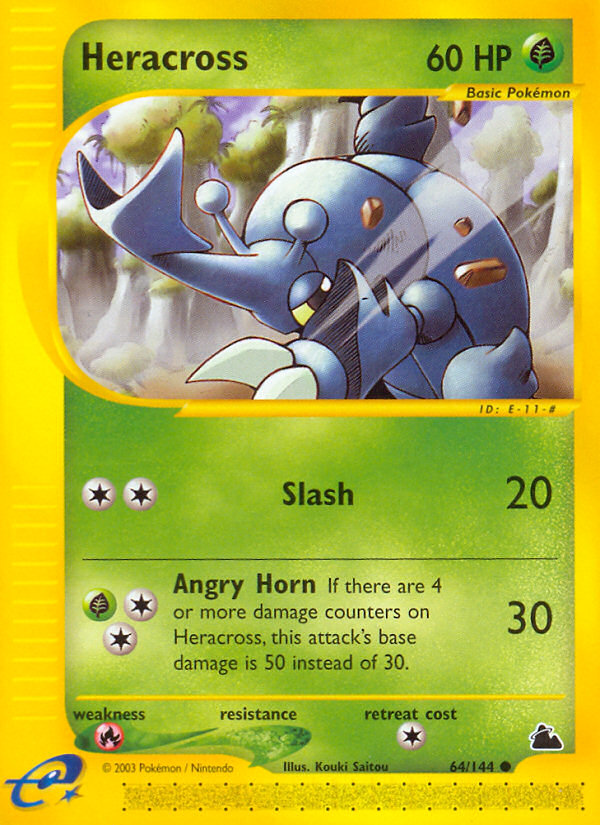 Heracross
60 HP
Basic Pokémon
ID: E-11-#
Slash 20
Angry Horn If there are 4
or more damage counters on
Heracross, this attack's base
damage is 50 instead of 30.
30
weakness resistance retreat cost
© 2003 Pokémon / Nintendo Illus. Kouki Saitou 64/144
e